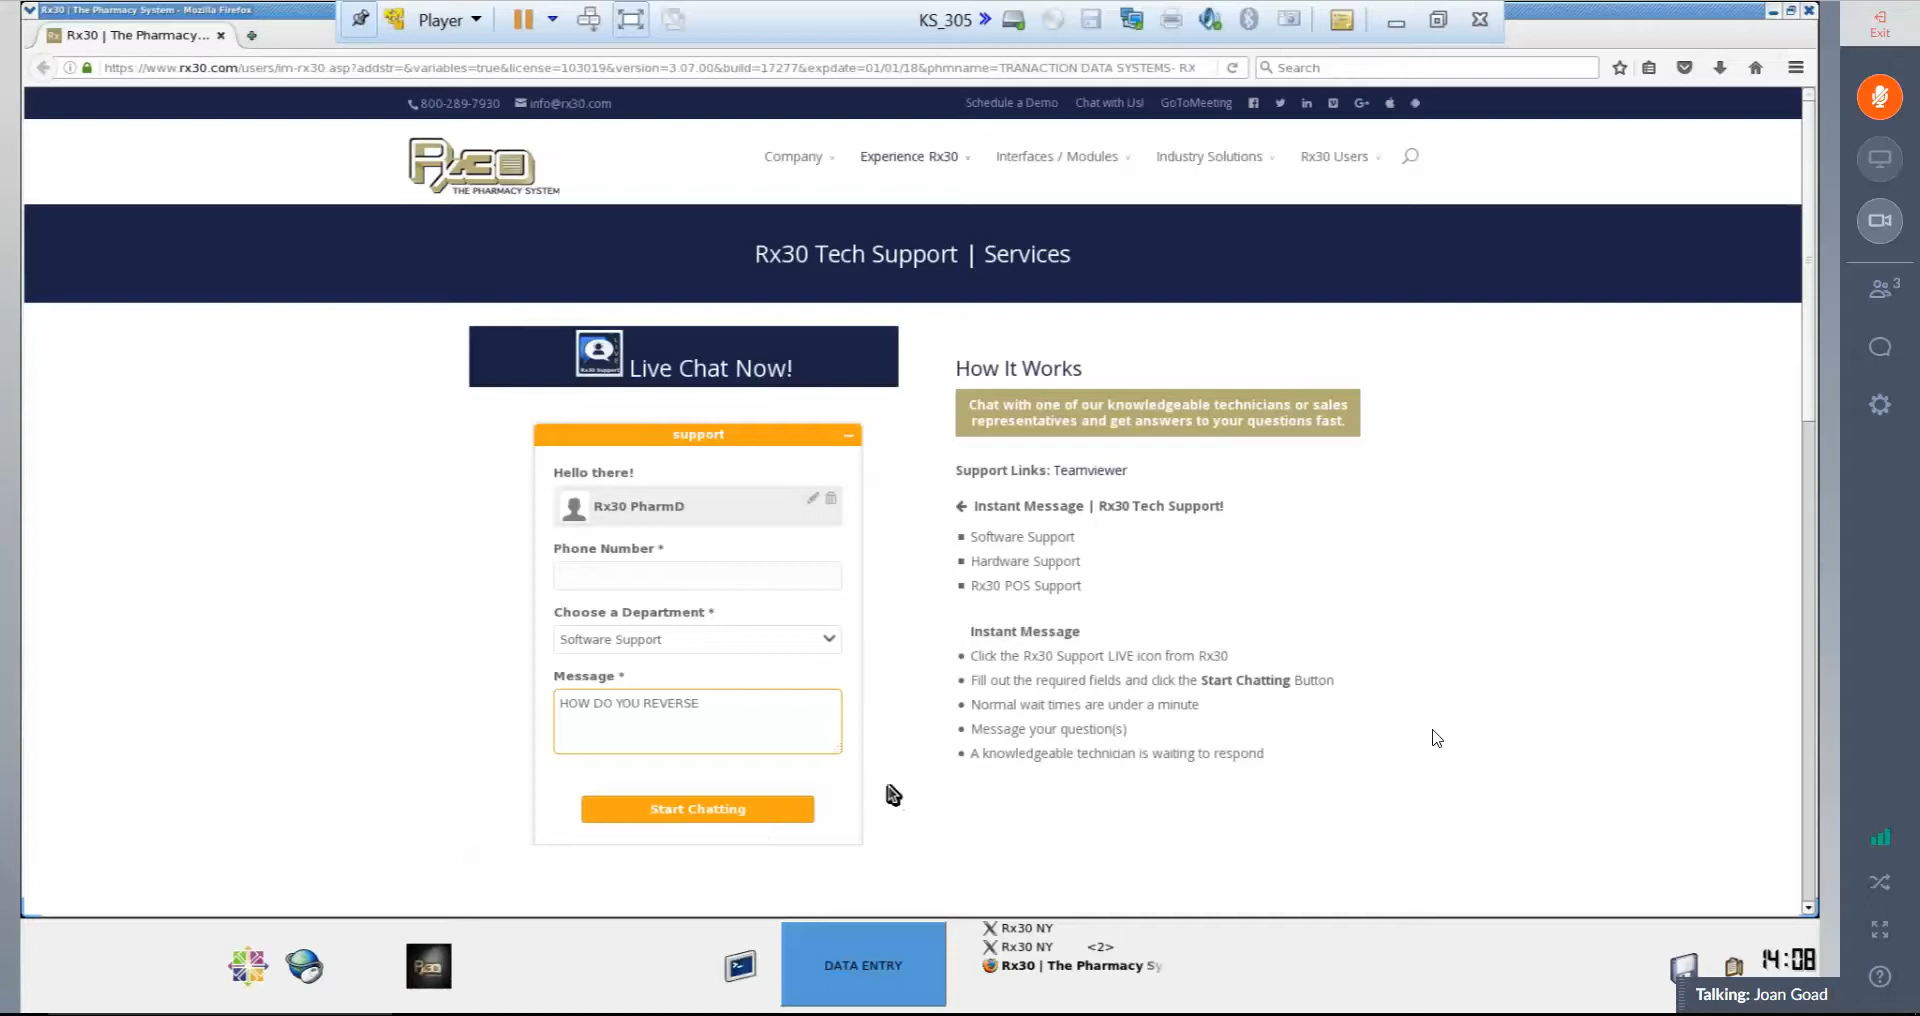 Rx30 | The Pharmacy System - Mozilla Firefox
Player
KS_305
Exit
Rx30 | The Pharmacy...
https://www.rx30.com/users/im-rx30.asp?addstr=&variables=true&license=103019&version=3.07.00&build=17277&expdate=01/01/18&phmname=TRANACTION DATA SYSTEMS- RX
Search
800-289-7930
info@rx30.com
Schedule a Demo
Chat with Us!
GoToMeeting
Rx30
THE PHARMACY SYSTEM
Company
Experience Rx30
Interfaces / Modules
Industry Solutions
Rx30 Users
Rx30 Tech Support | Services
Live Chat Now!
support
Hello there!
Rx30 PharmD
Phone Number *
Choose a Department *
Software Support
Message *
HOW DO YOU REVERSE
Start Chatting
How It Works
Chat with one of our knowledgeable technicians or sales
representatives and get answers to your questions fast.
Support Links: Teamviewer
Instant Message | Rx30 Tech Support!
Software Support
Hardware Support
Rx30 POS Support
Instant Message
Click the Rx30 Support LIVE icon from Rx30
Fill out the required fields and click the Start Chatting Button
Normal wait times are under a minute
Message your question(s)
A knowledgeable technician is waiting to respond
3
DATA ENTRY
Rx30 NY
Rx30 NY <2>
Rx30 | The Pharmacy Sy
14:08
Talking: Joan Goad